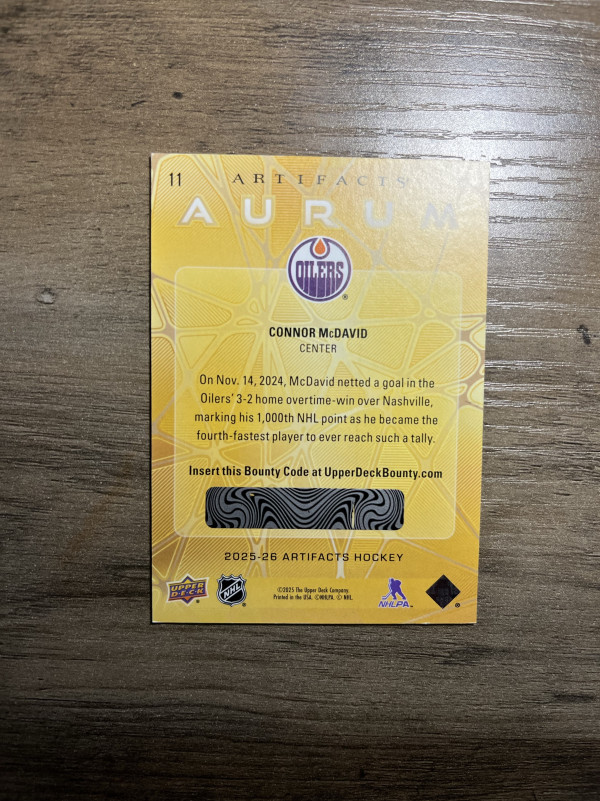 11
ARTIFACTS
AURUM
OILERS
®
CONNOR McDAVID
CENTER
On Nov. 14, 2024, McDavid netted a goal in the
Oilers' 3-2 home overtime-win over Nashville,
marking his 1,000th NHL point as he became the
fourth-fastest player to ever reach such a tally.
Insert this Bounty Code at UpperDeckBounty.com
2025-26 ARTIFACTS HOCKEY
UPPER
DECK
®
NHL
©2025 The Upper Deck Company.
Printed in the USA. ©NHLPA. © NHL.
NHLPA
®